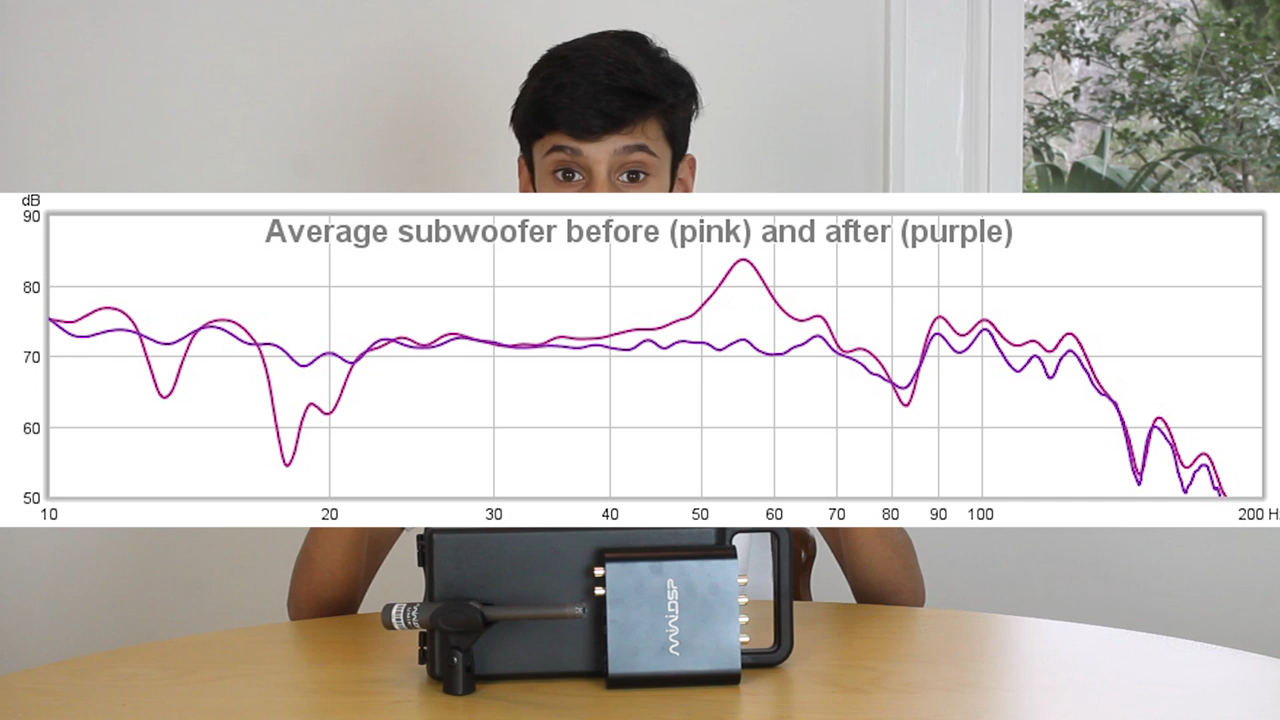 dB
Average subwoofer before (pink) and after (purple)
90
80
70
60
50
10 20 30 40 50 60 70 80 90 100 200 H
miniDSP